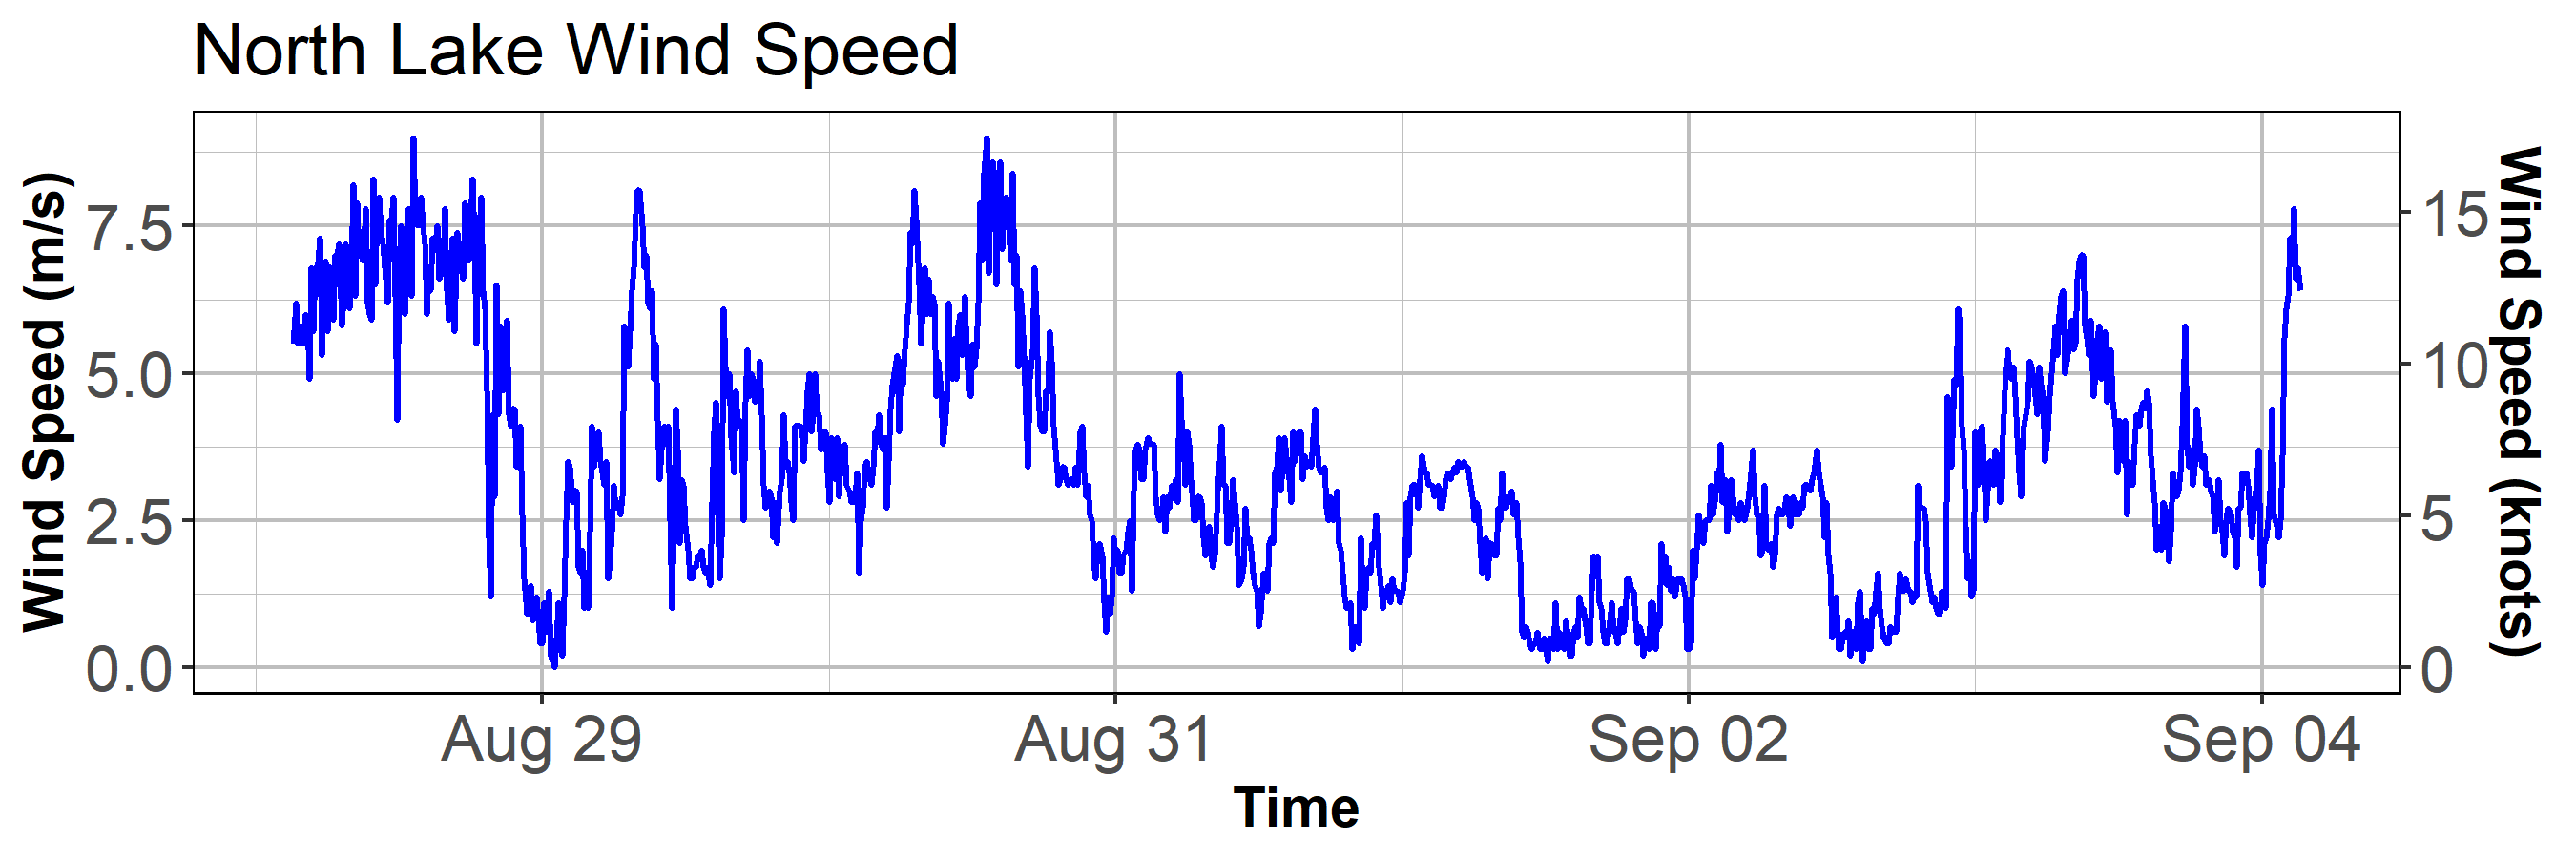 North Lake Wind Speed
Wind Speed (m/s)
7.5
5.0
2.5
0.0
15
10
5
0
Wind Speed (knots)
Aug 29
Aug 31
Sep 02
Sep 04
Time